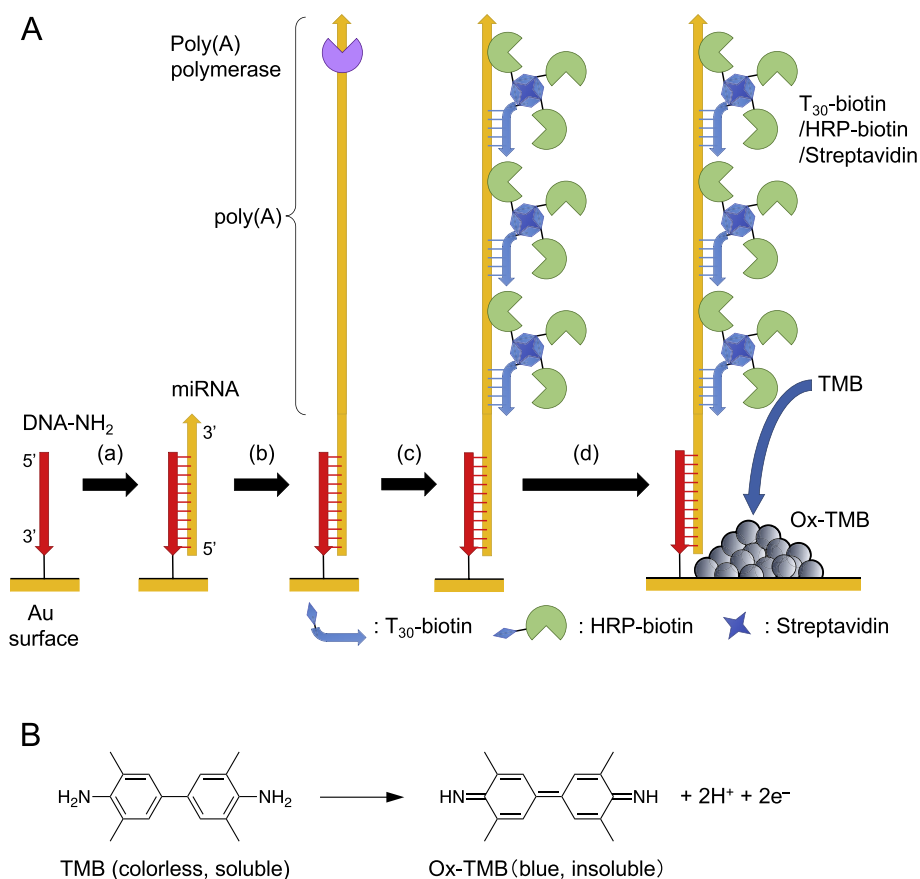 A
Poly(A)
polymerase
poly(A)
T30-biotin
/HRP-biotin
/Streptavidin
miRNA
TMB
DNA-NH2
3’
5’
(a)
(b)
(c)
(d)
3’
5’
Ox-TMB
Au
surface
: T30-biotin
: HRP-biotin
: Streptavidin
B
H2N
NH2
HN
NH
+ 2H+ + 2e–
TMB (colorless, soluble)
Ox-TMB(blue, insoluble)